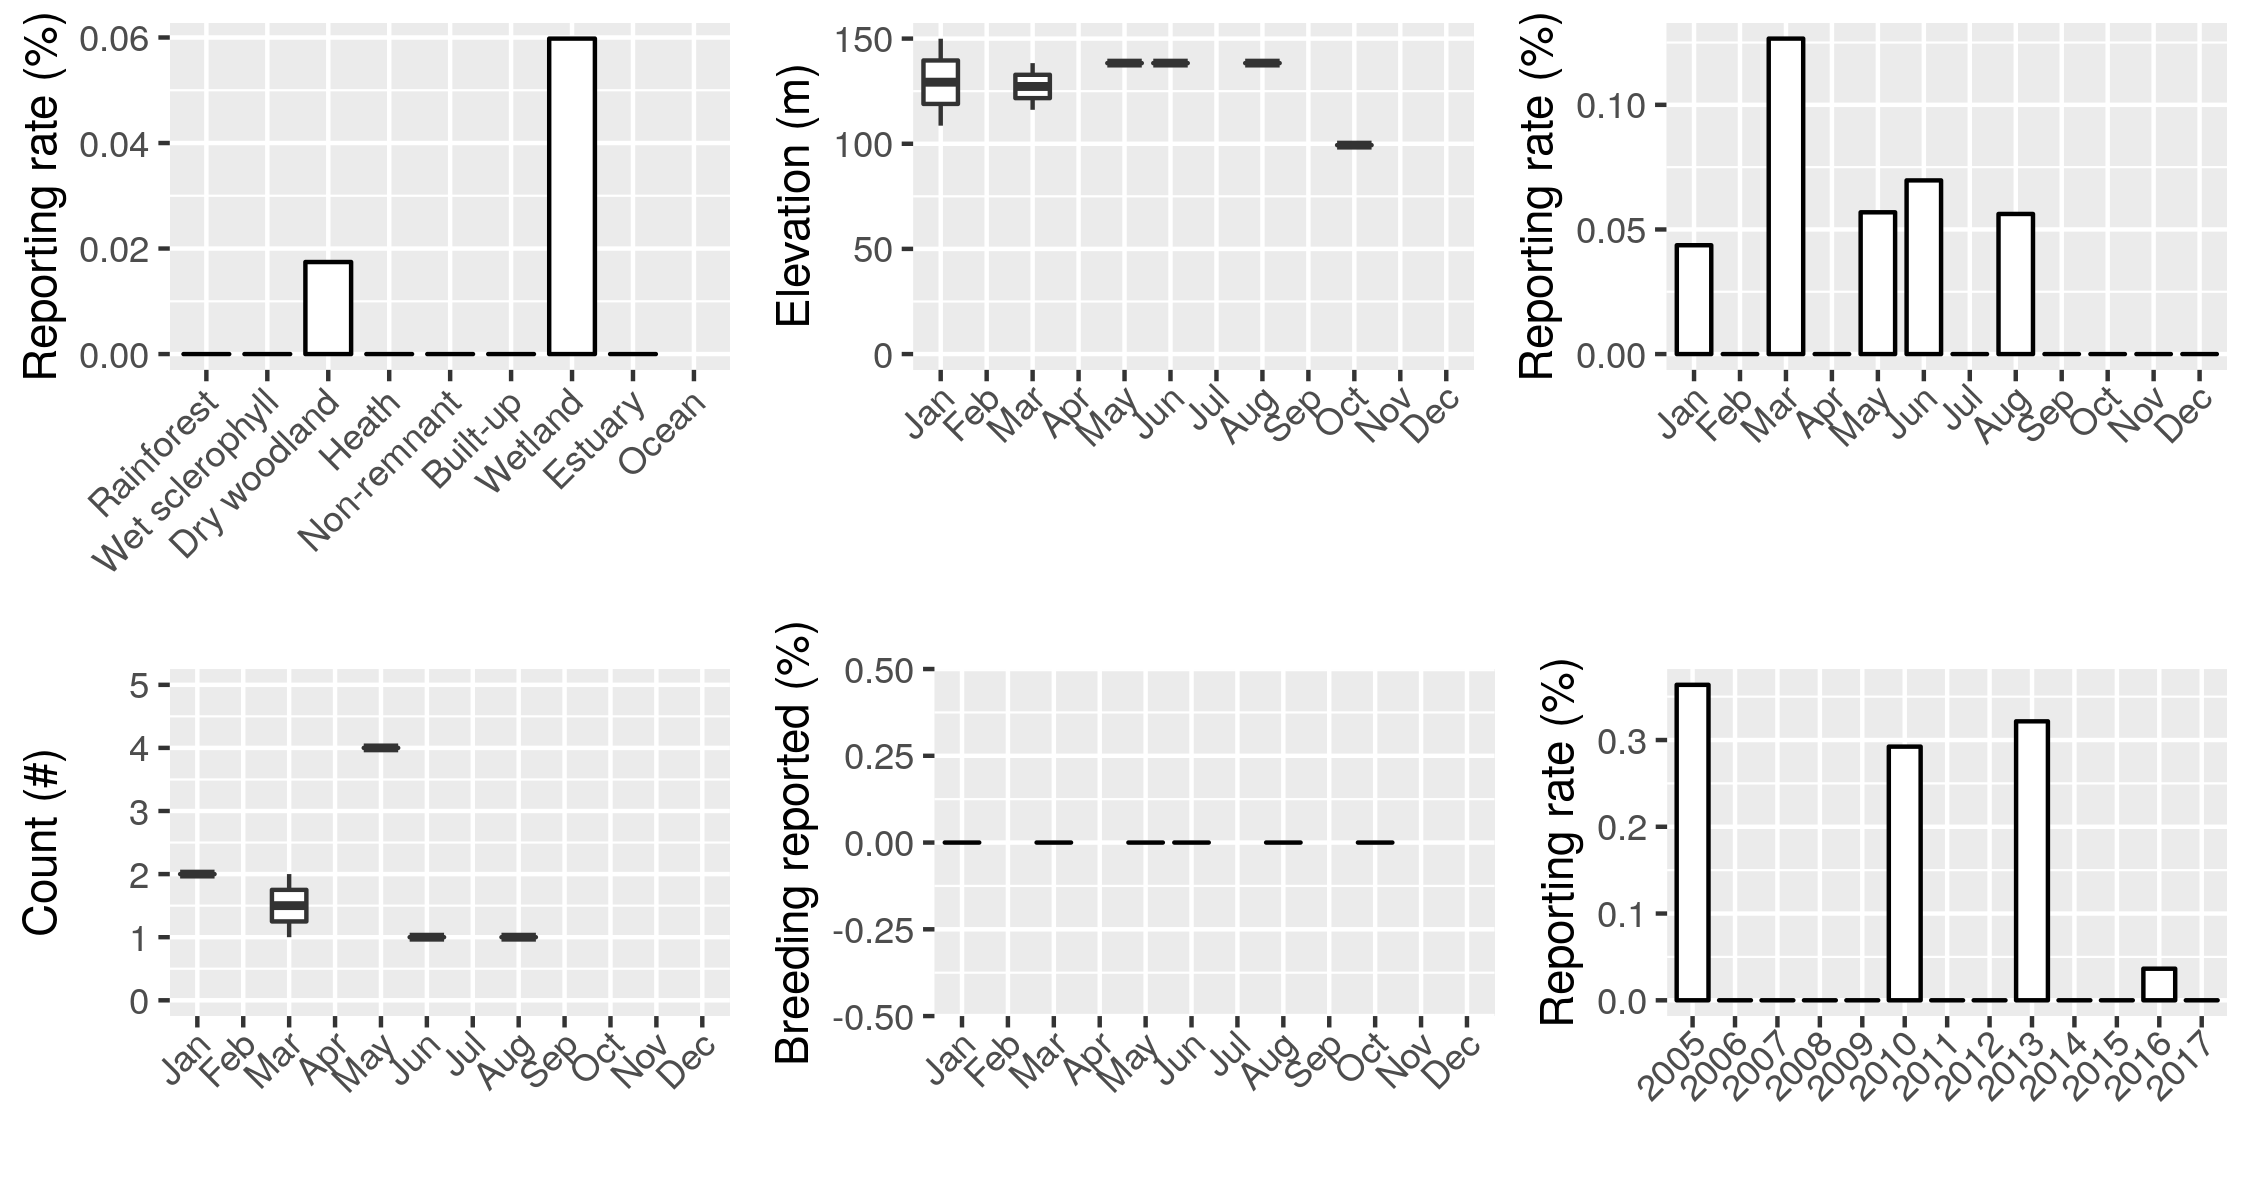 Reporting rate (%)
0.06
0.04
0.02
0.00
Rainforest
Wet sclerophyll
Dry woodland
Heath
Non-remnant
Built-up
Wetland
Estuary
Ocean
Elevation (m)
150
100
50
0
Jan
Feb
Mar
Apr
May
Jun
Jul
Aug
Sep
Oct
Nov
Dec
Reporting rate (%)
0.10
0.05
0.00
Jan
Feb
Mar
Apr
May
Jun
Jul
Aug
Sep
Oct
Nov
Dec
Count (#)
5
4
3
2
1
0
Jan
Feb
Mar
Apr
May
Jun
Jul
Aug
Sep
Oct
Nov
Dec
Breeding reported (%)
0.50
0.25
0.00
-0.25
-0.50
Jan
Feb
Mar
Apr
May
Jun
Jul
Aug
Sep
Oct
Nov
Dec
Reporting rate (%)
0.3
0.2
0.1
0.0
2005
2006
2007
2008
2009
2010
2011
2012
2013
2014
2015
2016
2017